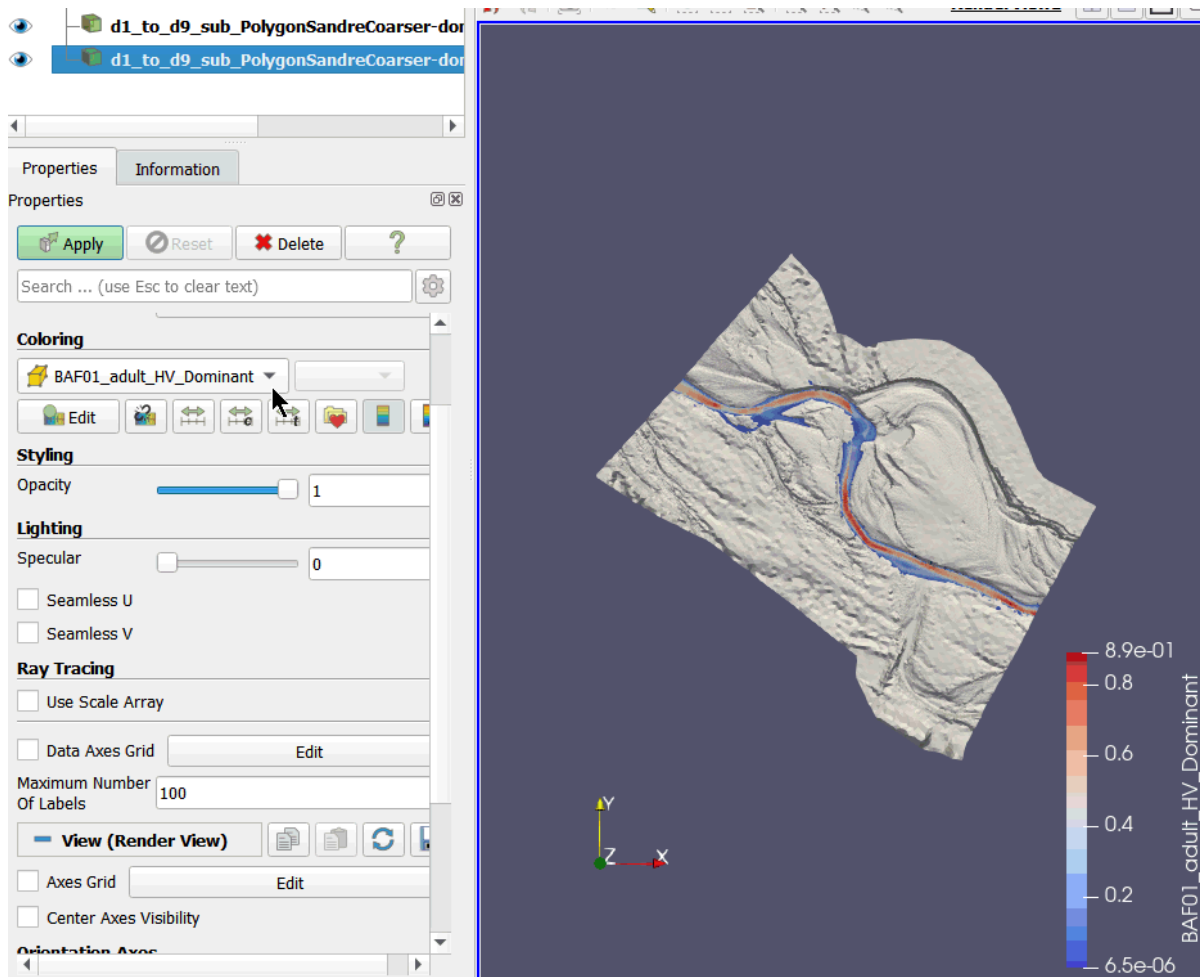 d1_to_d9_sub_PolygonSandreCoarser-dor
d1_to_d9_sub_PolygonSandreCoarser-dor
Properties
Information
Properties
Apply
Reset
Delete
?
Search ... (use Esc to clear text)
Coloring
BAF01_adult_HV_Dominant
Edit
Styling
Opacity
1
Lighting
Specular
0
Seamless U
Seamless V
Ray Tracing
Use Scale Array
Data Axes Grid
Edit
Maximum Number
Of Labels
100
View (Render View)
Axes Grid
Edit
Center Axes Visibility
Orientation Axes
Y
Z
X
8.9e-01
0.8
0.6
0.4
0.2
6.5e-06
BAF01_adult_HV_Dominant